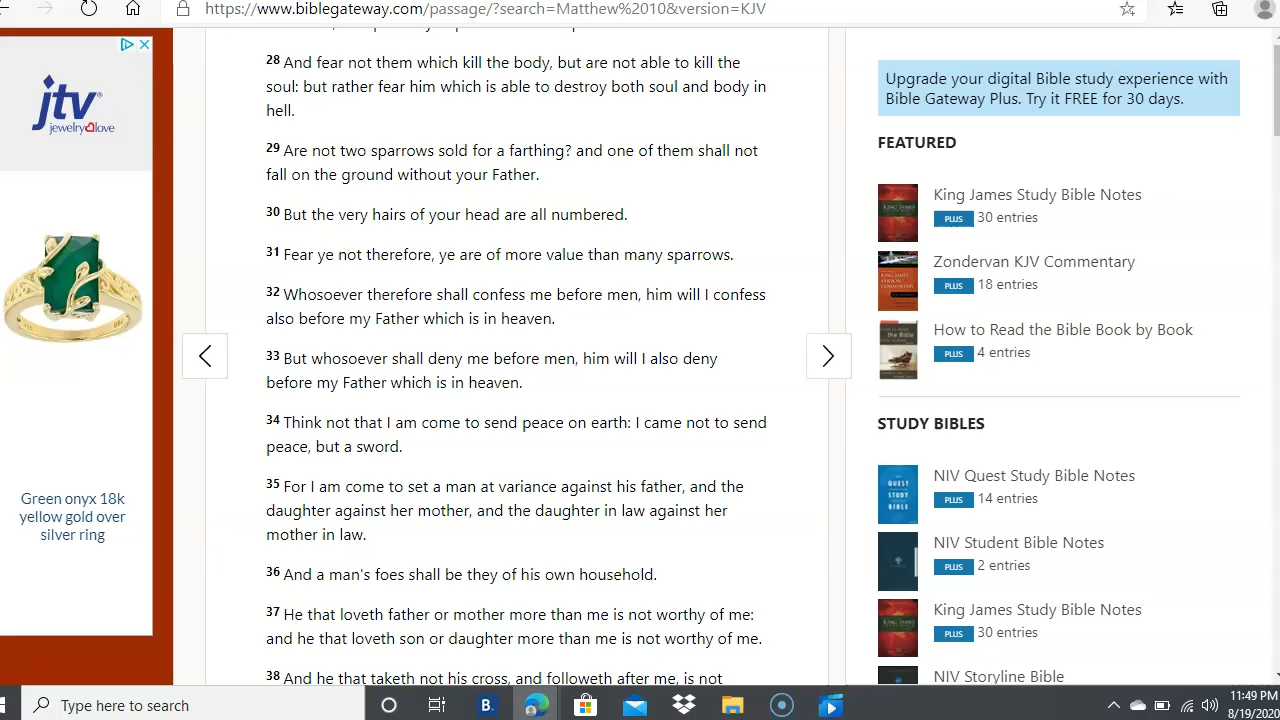 https://www.biblegateway.com/passage/?search=Matthew%2010&version=KJV
jtv®
jewelry love
Green onyx 18k
yellow gold over
silver ring
28 And fear not them which kill the body, but are not able to kill the
soul: but rather fear him which is able to destroy both soul and body in
hell.
29 Are not two sparrows sold for a farthing? and one of them shall not
fall on the ground without your Father.
30 But the very hairs of your head are all numbered.
31 Fear ye not therefore, ye are of more value than many sparrows.
32 Whosoever therefore shall confess me before men, him will I confess
also before my Father which is in heaven.
33 But whosoever shall deny me before men, him will I also deny
before my Father which is in heaven.
34 Think not that I am come to send peace on earth: I came not to send
peace, but a sword.
35 For I am come to set a man at variance against his father, and the
daughter against her mother, and the daughter in law against her
mother in law.
36 And a man's foes shall be they of his own household.
37 He that loveth father or mother more than me is not worthy of me:
and he that loveth son or daughter more than me is not worthy of me.
38 And he that taketh not his cross, and followeth after me, is not
Upgrade your digital Bible study experience with
Bible Gateway Plus. Try it FREE for 30 days.
FEATURED
King James Study Bible Notes
PLUS 30 entries
Zondervan KJV Commentary
PLUS 18 entries
How to Read the Bible Book by Book
PLUS 4 entries
STUDY BIBLES
NIV Quest Study Bible Notes
PLUS 14 entries
QUEST
STUDY
BIBLE
NIV Student Bible Notes
PLUS 2 entries
King James Study Bible Notes
PLUS 30 entries
NIV Storyline Bible
Type here to search
B
11:49 PM
8/19/2020